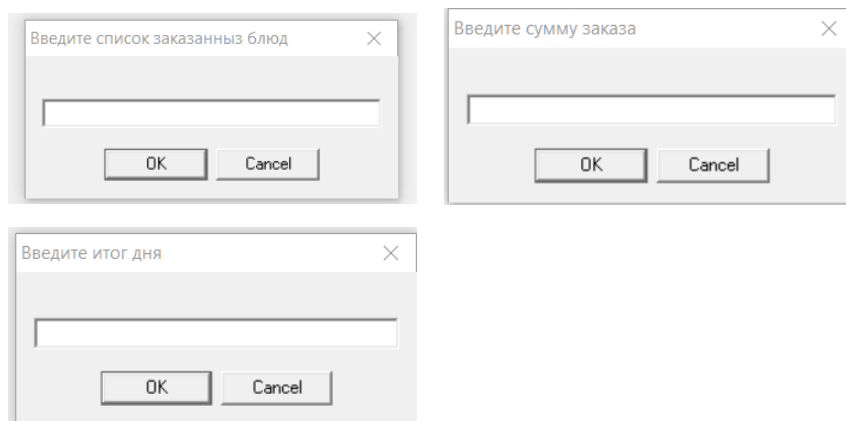 Введите список заказанныз блюд
OK Cancel
Введите сумму заказа
OK Cancel
Введите итог дня
OK Cancel